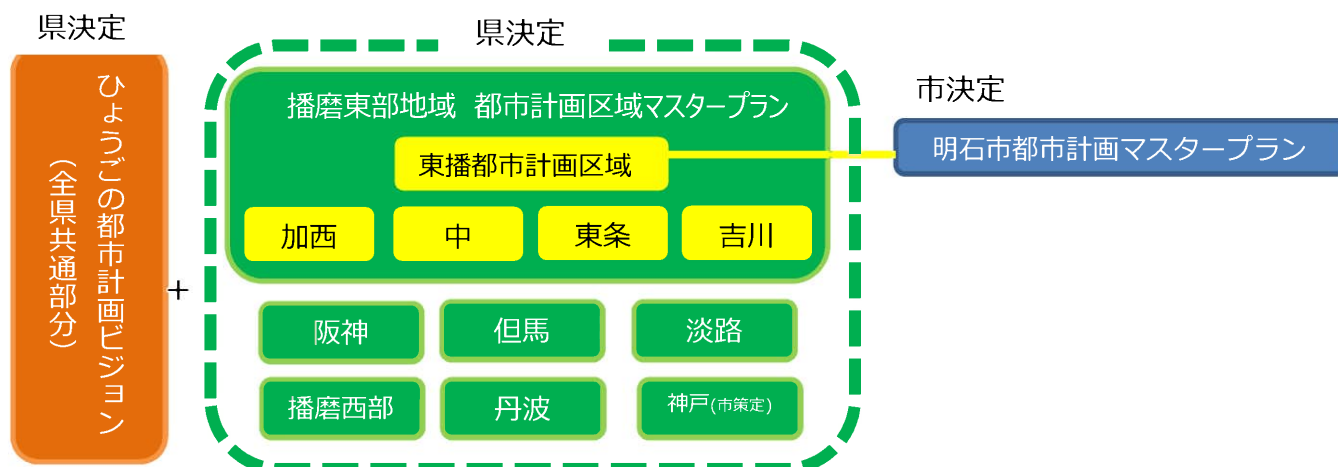 県決定
ひょうごの都市計画ビジョン
（全県共通部分）
+
県決定
播磨東部地域 都市計画区域マスタープラン
東播都市計画区域
加西
中
東条
吉川
阪神
但馬
淡路
播磨西部
丹波
神戸(市策定)
市決定
明石市都市計画マスタープラン